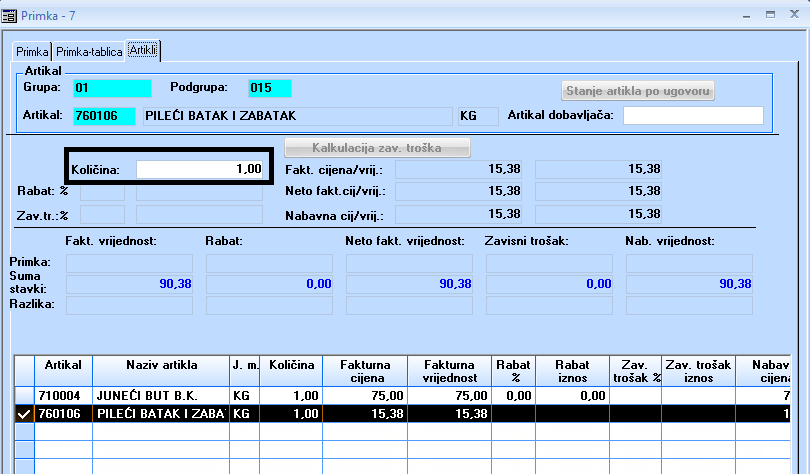 Primka - 7
Primka Primka-tablica Artikli
Artikal
Grupa: 01 Podgrupa: 015 Stanje artikla po ugovoru
Artikal: 760106 PILEĆI BATAK I ZABATAK KG Artikal dobavljača:
Kalkulacija zav. troška
Količina: 1,00 Fakt. cijena/vrij.: 15,38 15,38
Rabat: % Neto fakt.cij/vrij.: 15,38 15,38
Zav.tr.:% Nabavna cij/vrij.: 15,38 15,38
Fakt. vrijednost: Rabat: Neto fakt. vrijednost: Zavisni trošak: Nab. vrijednost:
Primka:
Suma
stavki: 90,38 0,00 90,38 0,00 90,38
Razlika:
Artikal Naziv artikla J. m. Količina Fakturna Fakturna Rabat Rabat Zav. Zav. trošak Nabav
cijena vrijednost % iznos trošak % iznos cijena
710004 JUNEĆI BUT B.K. KG 1,00 75,00 75,00 0,00 0,00 7
760106 PILEĆI BATAK I ZABA KG 1,00 15,38 15,38 1